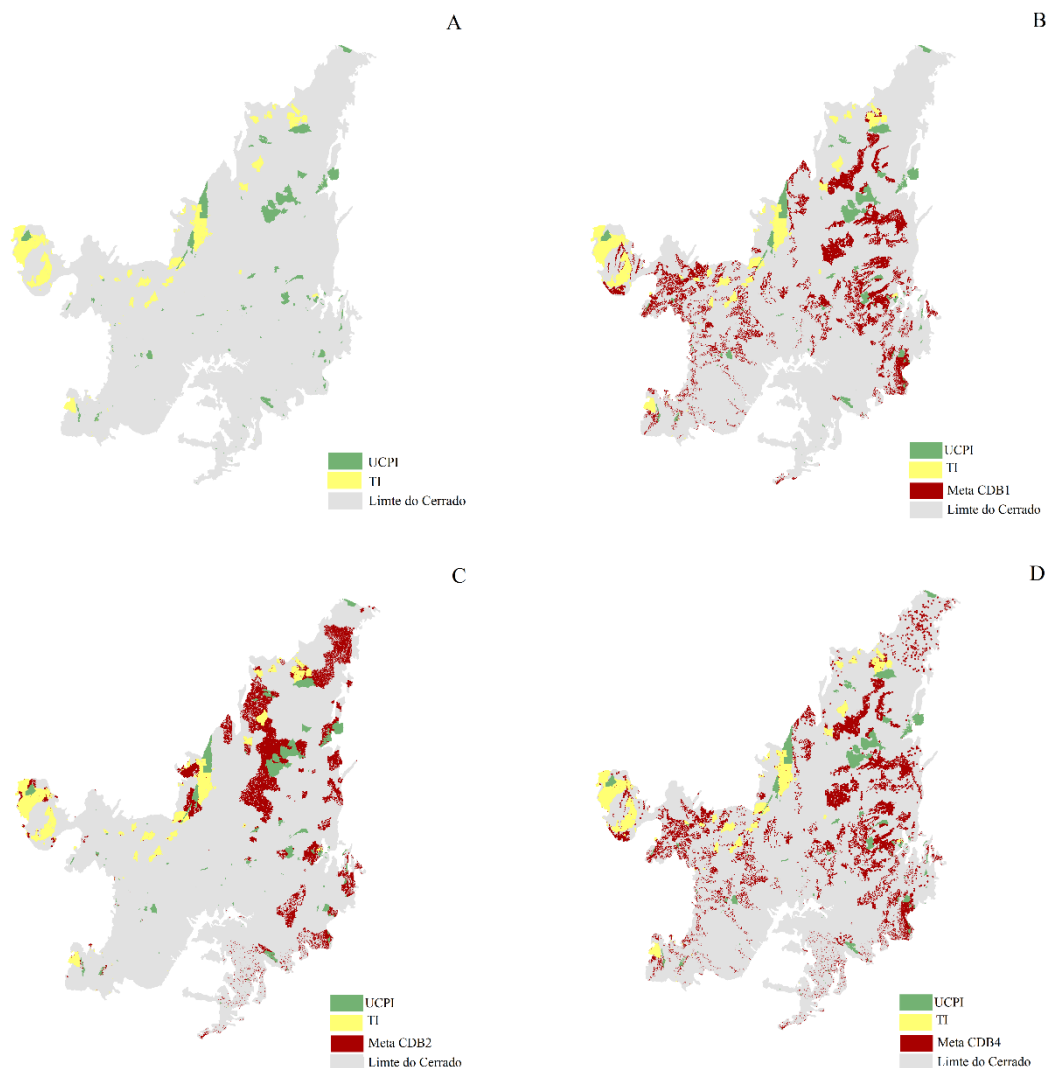 A
UCPI
TI
Limte do Cerrado
B
UCPI
TI
Meta CDB1
Limte do Cerrado
C
UCPI
TI
Meta CDB2
Limte do Cerrado
D
UCPI
TI
Meta CDB4
Limte do Cerrado